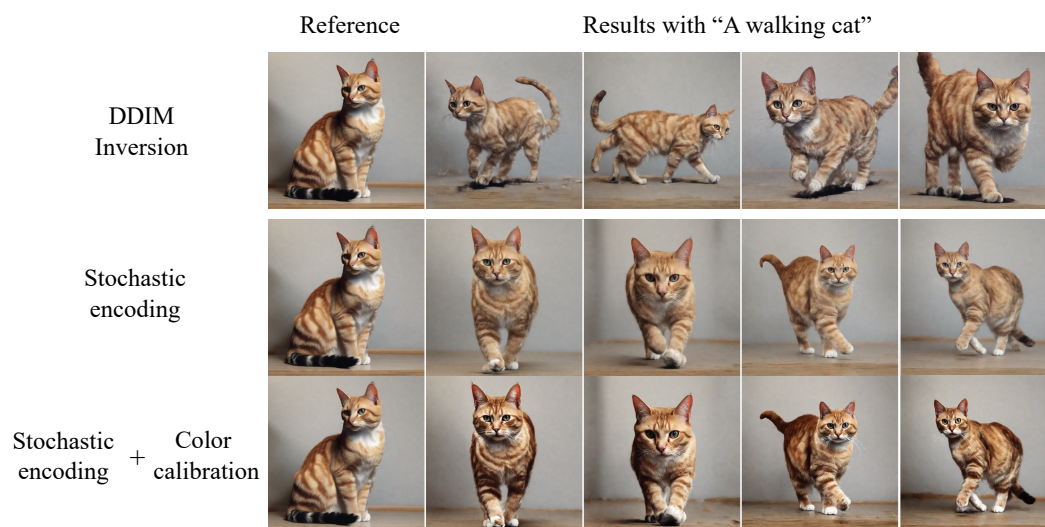 Reference
Results with “A walking cat”
DDIM
Inversion
Stochastic
encoding
Stochastic
encoding
+
Color
calibration